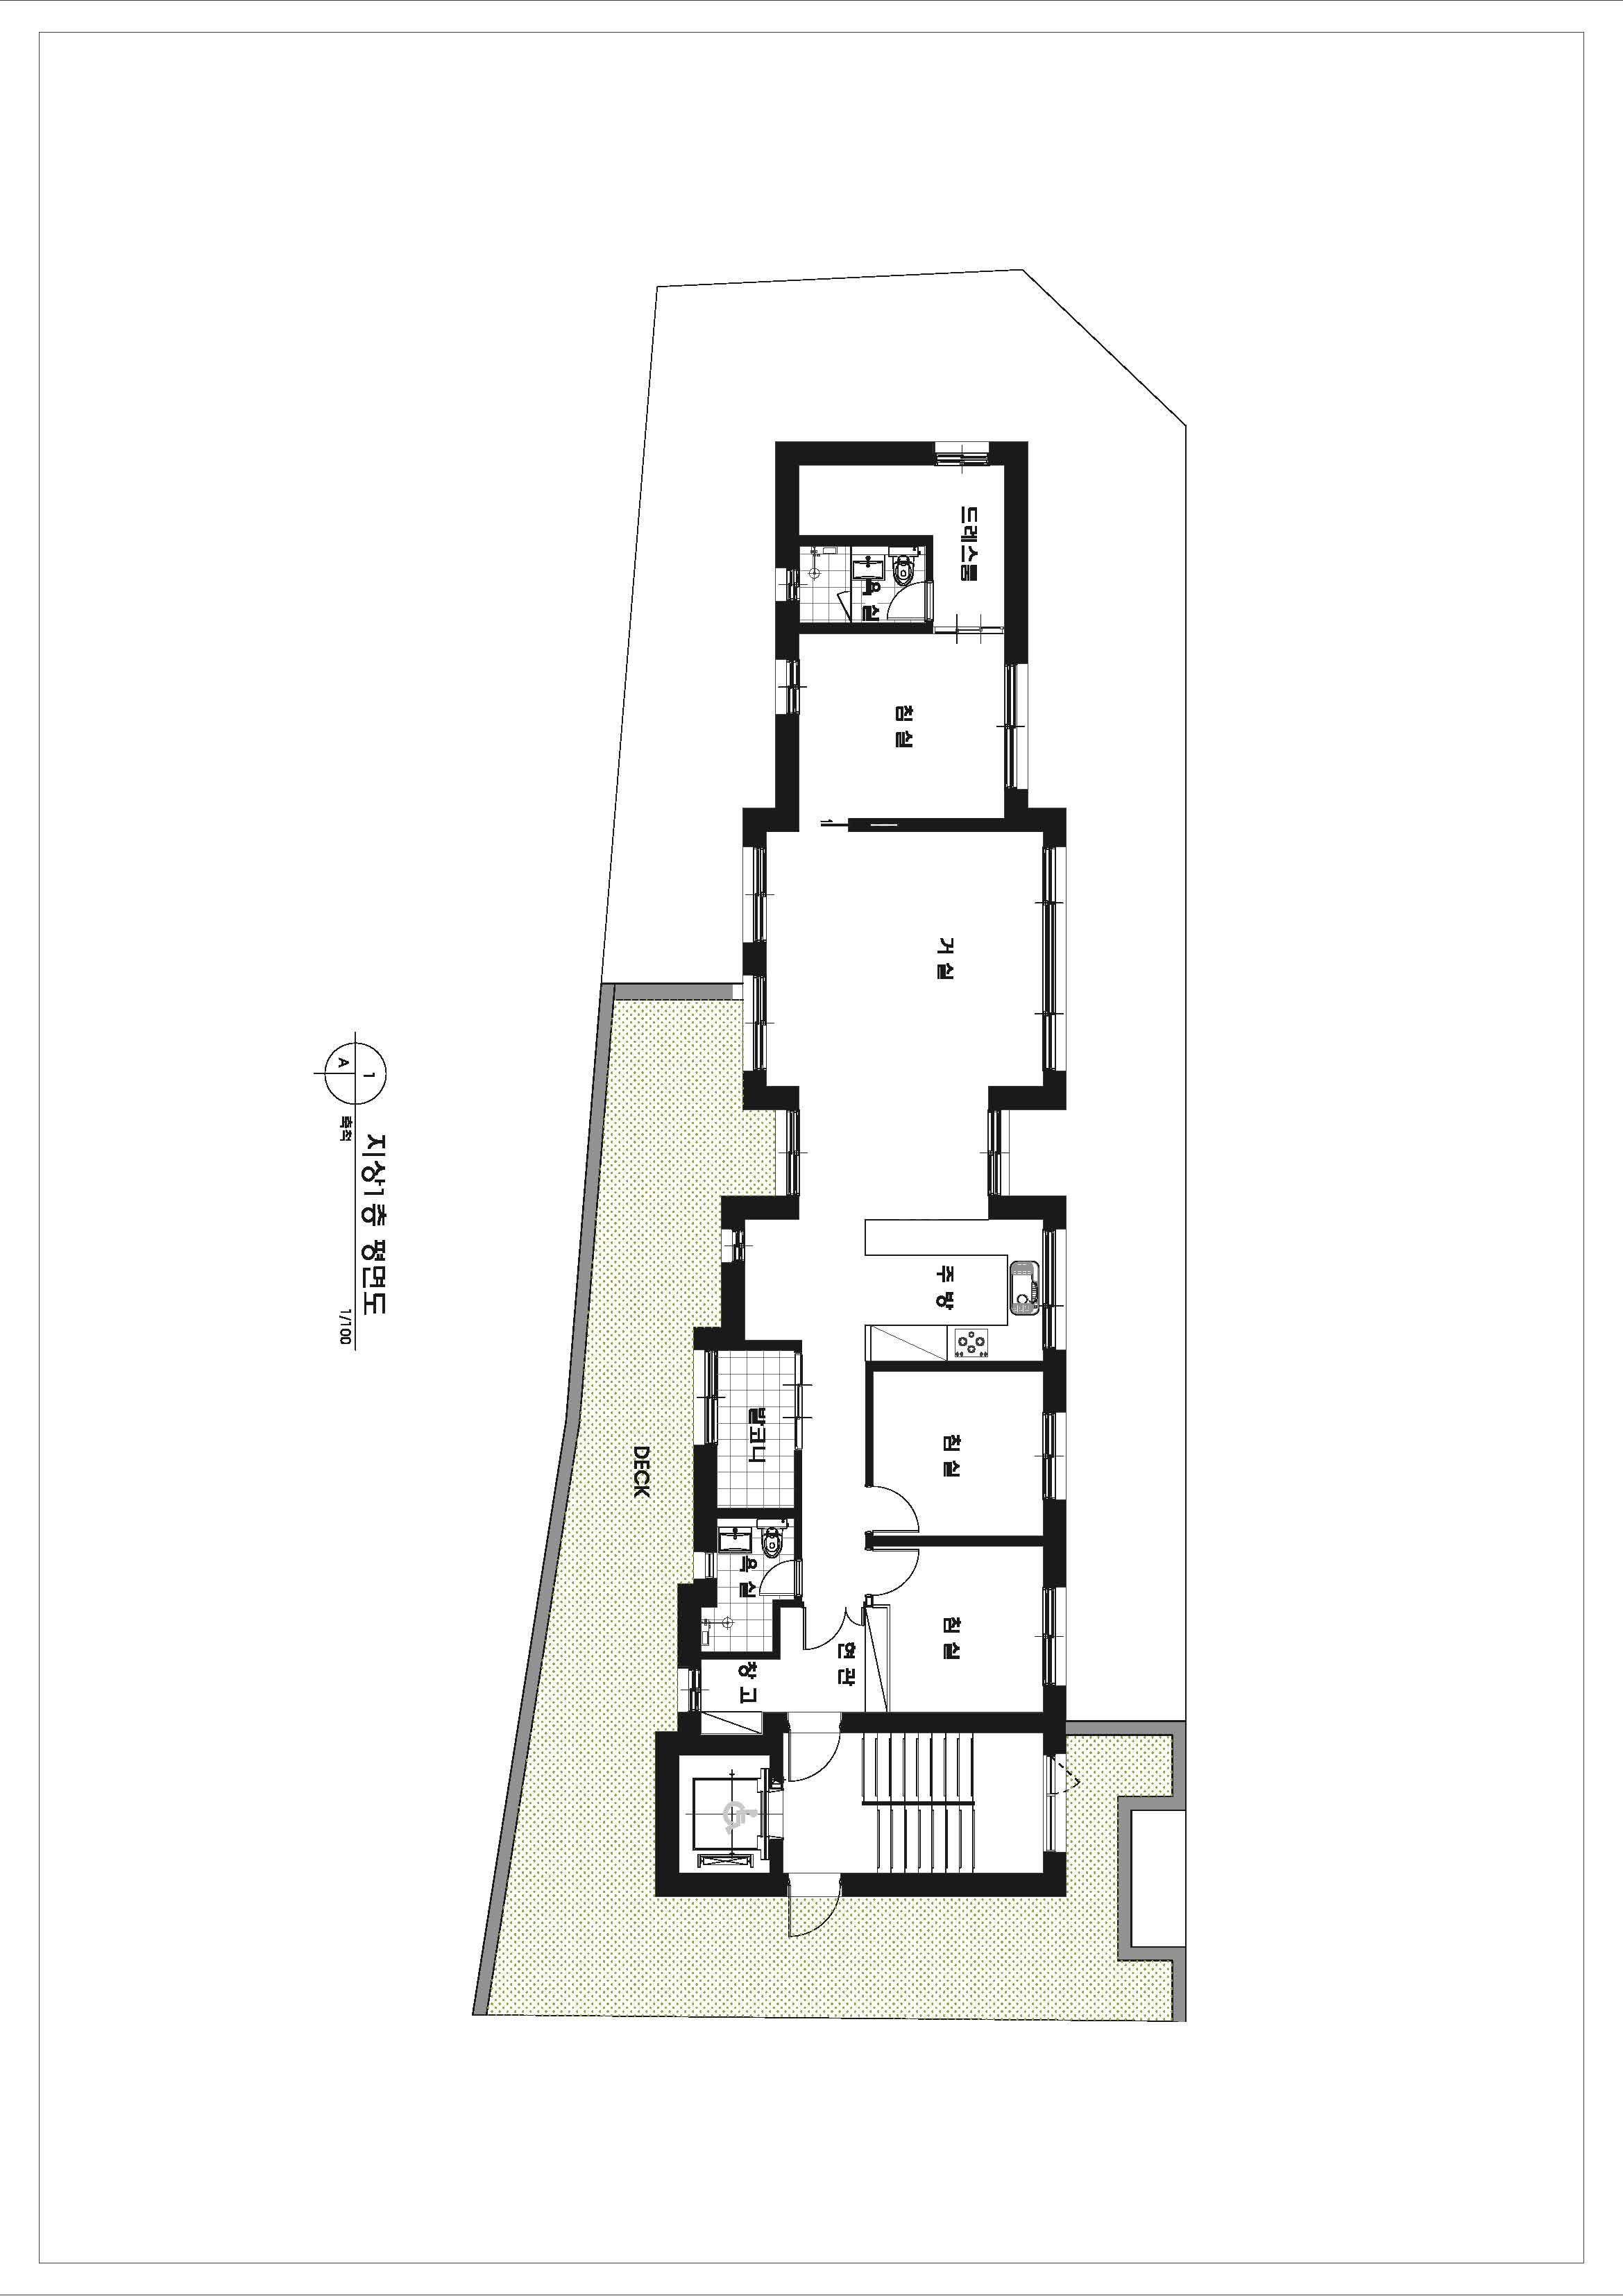 드레스룸
거 실
주 방
침 실
침 실
침 실
욕 실
현 관
발코니
욕 실
창 고
DECK
1
지상1층 평면도
A
축척
1/100